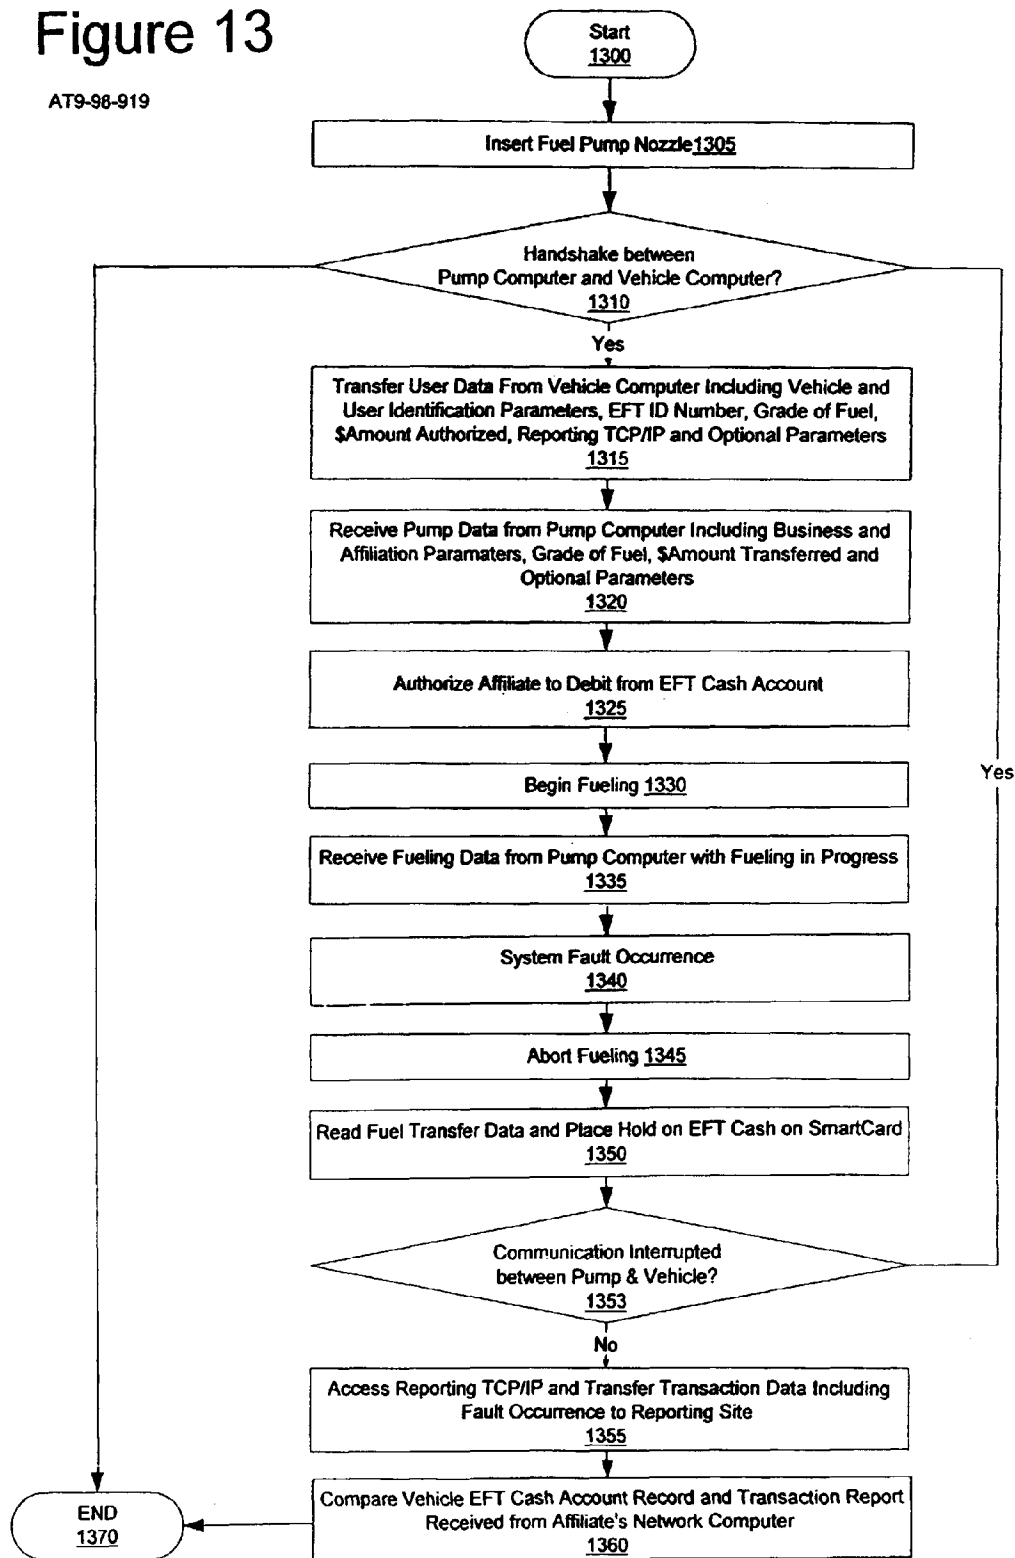 Figure 13
AT9-98-919
Start
1300
Insert Fuel Pump Nozzle1305
Handshake between
Pump Computer and Vehicle Computer?
1310
Yes
Transfer User Data From Vehicle Computer Including Vehicle and
User Identification Parameters, EFT ID Number, Grade of Fuel,
$Amount Authorized, Reporting TCP/IP and Optional Parameters
1315
Receive Pump Data from Pump Computer Including Business and
Affiliation Paramaters, Grade of Fuel, $Amount Transferred and
Optional Parameters
1320
Authorize Affiliate to Debit from EFT Cash Account
1325
Yes
Begin Fueling 1330
Receive Fueling Data from Pump Computer with Fueling in Progress
1335
System Fault Occurrence
1340
Abort Fueling 1345
Read Fuel Transfer Data and Place Hold on EFT Cash on SmartCard
1350
Communication Interrupted
between Pump & Vehicle?
1353
No
Access Reporting TCP/IP and Transfer Transaction Data Including
Fault Occurrence to Reporting Site
1355
Compare Vehicle EFT Cash Account Record and Transaction Report
Received from Affiliate's Network Computer
1360
END
1370